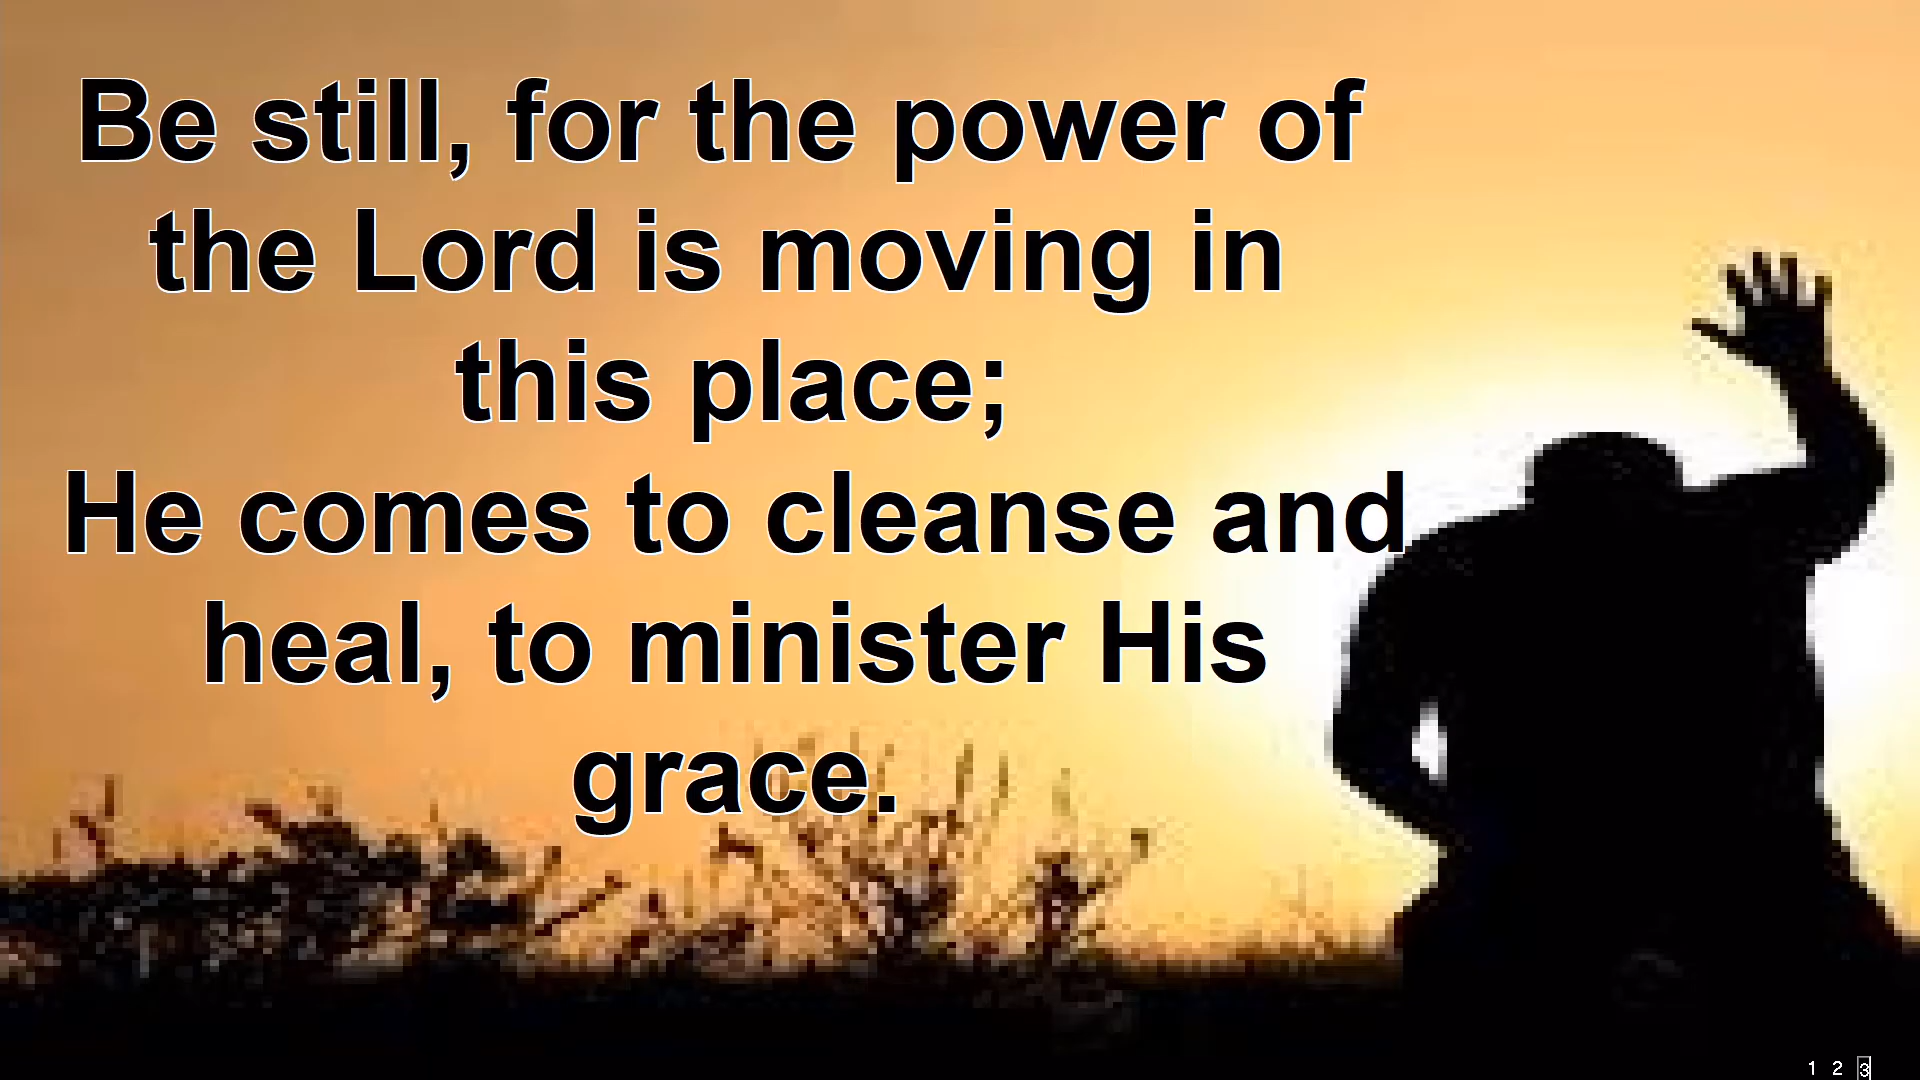 Be still, for the power of
the Lord is moving in
this place;
He comes to cleanse and
heal, to minister His
grace.
1 2 3